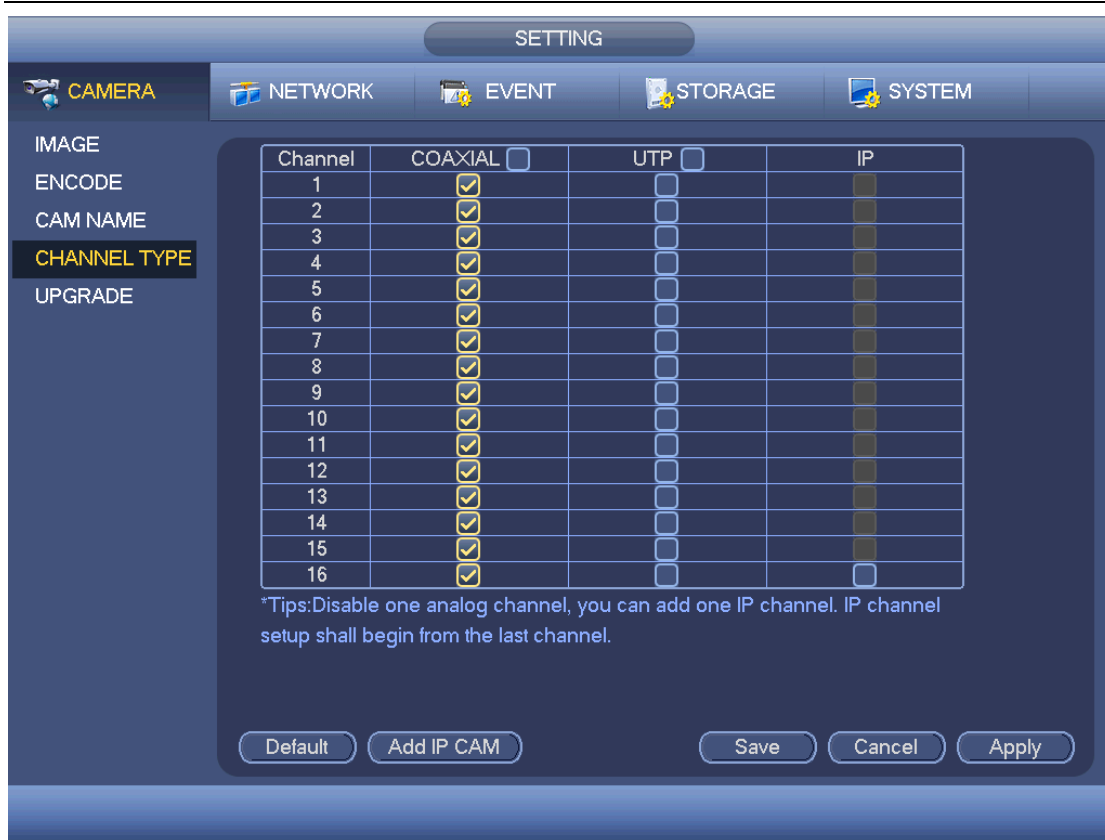 SETTING
CAMERA NETWORK EVENT STORAGE SYSTEM
IMAGE
ENCODE
CAM NAME
CHANNEL TYPE
UPGRADE
Channel COAXIAL UTP IP
1
2
3
4
5
6
7
8
9
10
11
12
13
14
15
16
*Tips:Disable one analog channel, you can add one IP channel. IP channel
setup shall begin from the last channel.
Default Add IP CAM Save Cancel Apply